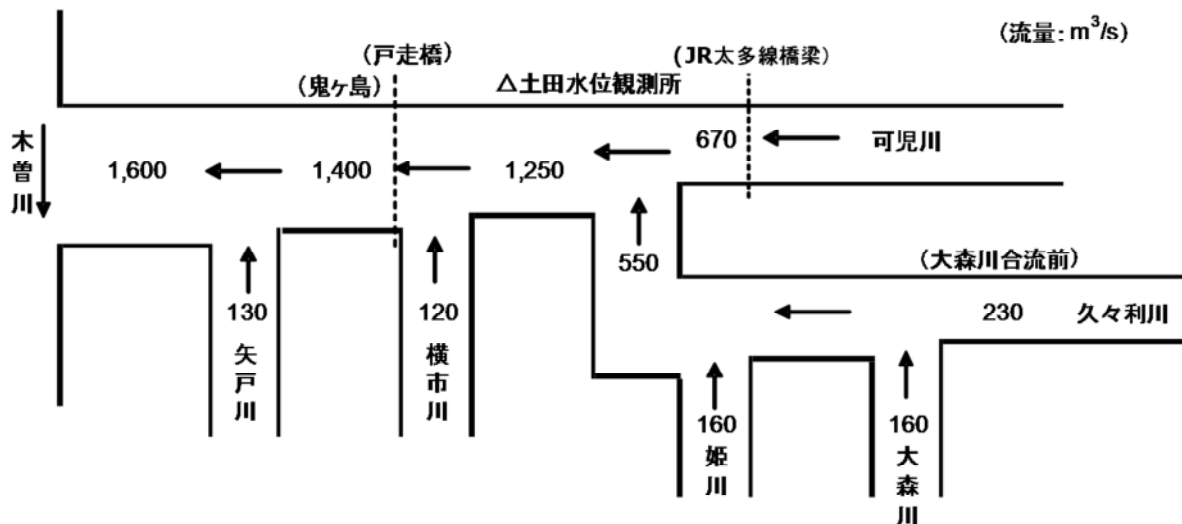 (流量: m³/s)
(戸走橋)
(JR太多線橋梁)
(鬼ヶ島)
△土田水位観測所
木曽川
1,600
1,400
1,250
670
可児川
550
(大森川合流前)
130
矢戸川
120
横市川
230
久々利川
160
姫川
160
大森川